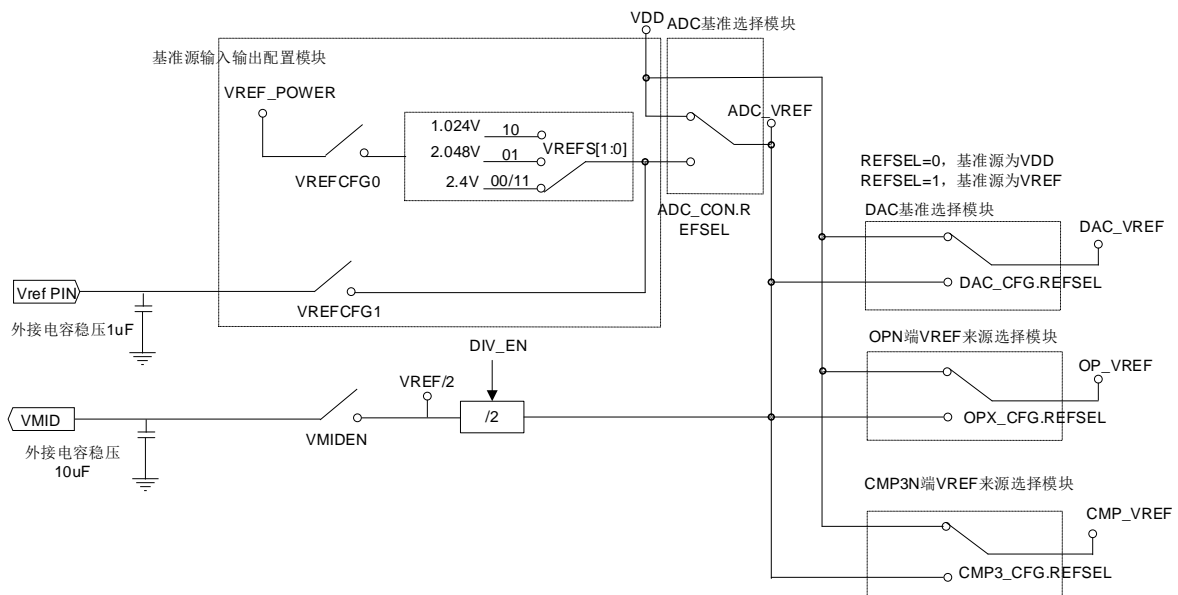 VDD
ADC基准选择模块
基准源输入输出配置模块
VREF_POWER
ADC_VREF
1.024V 10
2.048V 01
2.4V 00/11
VREFS[1:0]
VREFCFG0
ADC_CON.R
EFSEL
REFSEL=0，基准源为VDD
REFSEL=1，基准源为VREF
DAC基准选择模块
DAC_VREF
DAC_CFG.REFSEL
Vref PIN
VREFCFG1
外接电容稳压1uF
OPN端VREF来源选择模块
DIV_EN
OP_VREF
VREF/2
VMID
/2
OPX_CFG.REFSEL
VMIDEN
外接电容稳压
10uF
CMP3N端VREF来源选择模块
CMP_VREF
CMP3_CFG.REFSEL